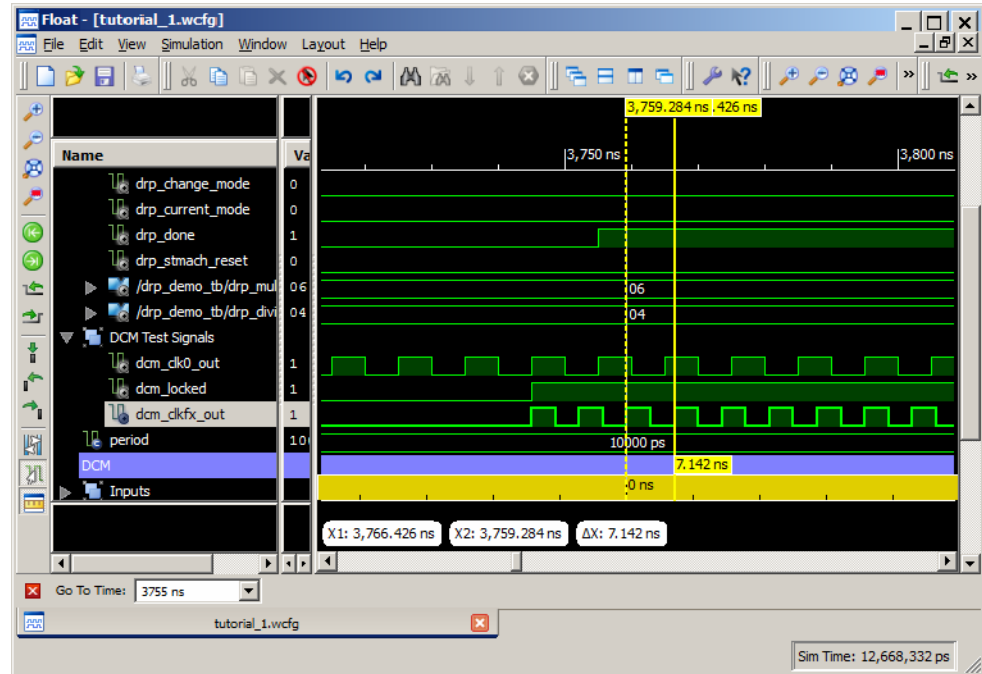 Float - [tutorial_1.wcfg]
File Edit View Simulation Window Layout Help
3,759.284 ns .426 ns
Name Va
3,750 ns 3,800 ns
drp_change_mode 0
drp_current_mode 0
drp_done 1
drp_stmach_reset 0
/drp_demo_tb/drp_mul 06 06
/drp_demo_tb/drp_divi 04 04
DCM Test Signals
dcm_clk0_out 1
dcm_locked 1
dcm_clkfx_out 1
period 10 10000 ps
DCM 7.142 ns
Inputs 0 ns
X1: 3,766.426 ns X2: 3,759.284 ns ΔX: 7.142 ns
Go To Time: 3755 ns
tutorial_1.wcfg
Sim Time: 12,668,332 ps